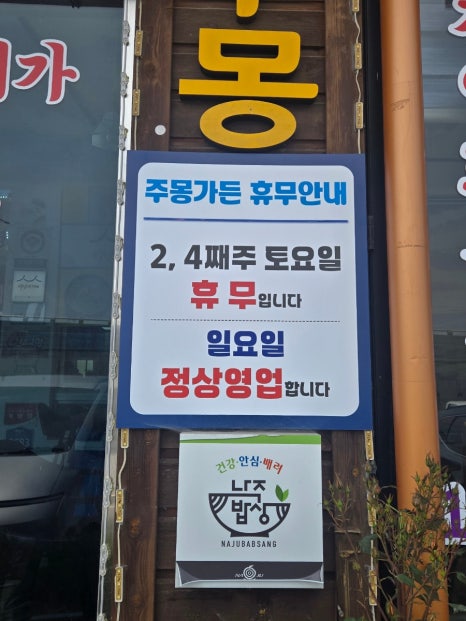 몽
리가
주몽가든 휴무안내
2, 4째주 토요일
휴 무입니다
일요일
정상영업합니다
건강·안심·배려
나주
밥상
NAJUBABSANG